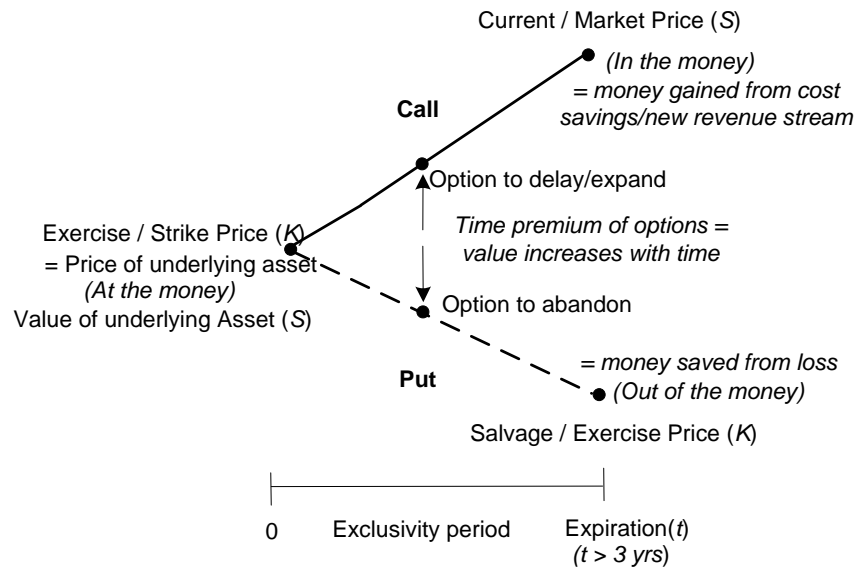 Current / Market Price (S)
(In the money)
= money gained from cost
savings/new revenue stream
Call
Option to delay/expand
Exercise / Strike Price (K)
= Price of underlying asset
(At the money)
Value of underlying Asset (S)
Time premium of options =
value increases with time
Option to abandon
Put
= money saved from loss
(Out of the money)
Salvage / Exercise Price (K)
0
Exclusivity period
Expiration(t)
(t > 3 yrs)